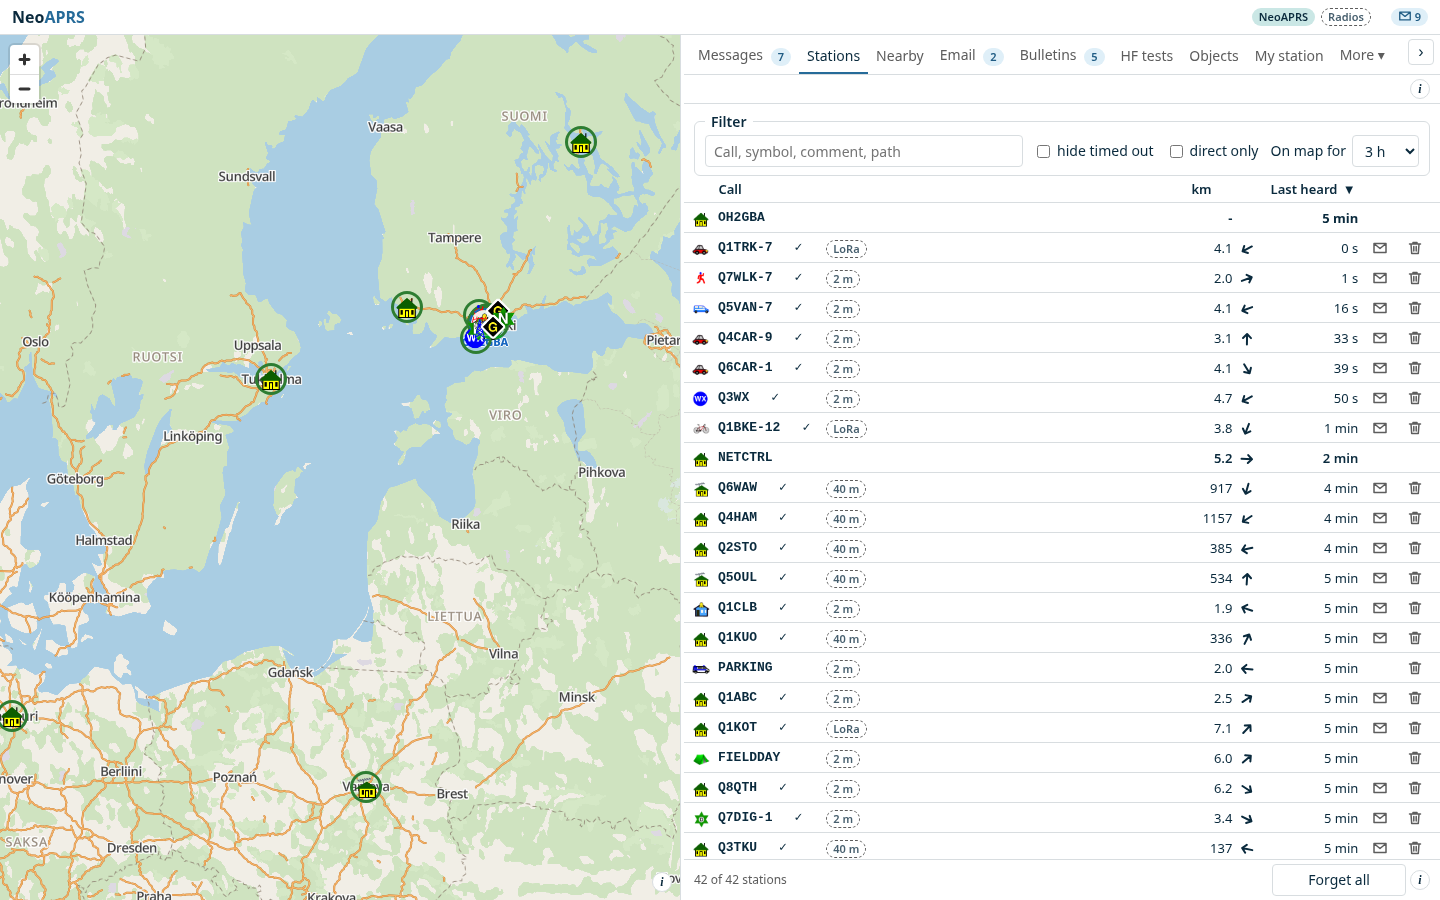 NeoAPRS
NeoAPRS
Radios
9
Messages 7
Stations
Nearby
Email 2
Bulletins 5
HF tests
Objects
My station
More ▾
›
i
Filter
Call, symbol, comment, path
hide timed out
direct only
On map for
3 h
Call
km
Last heard ▼
OH2GBA - 5 min
Q1TRK-7 ✓ LoRa 4.1 0 s
Q7WLK-7 ✓ 2 m 2.0 1 s
Q5VAN-7 ✓ 2 m 4.1 16 s
Q4CAR-9 ✓ 2 m 3.1 33 s
Q6CAR-1 ✓ 2 m 4.1 39 s
WX Q3WX ✓ 2 m 4.7 50 s
Q1BKE-12 ✓ LoRa 3.8 1 min
NETCTRL 5.2 2 min
Q6WAW ✓ 40 m 917 4 min
Q4HAM ✓ 40 m 1157 4 min
Q2STO ✓ 40 m 385 4 min
Q5OUL ✓ 40 m 534 5 min
Q1CLB ✓ 2 m 1.9 5 min
Q1KUO ✓ 40 m 336 5 min
PARKING 2 m 2.0 5 min
Q1ABC ✓ 2 m 2.5 5 min
Q1KOT ✓ LoRa 7.1 5 min
FIELDDAY 2 m 6.0 5 min
Q8QTH ✓ 2 m 6.2 5 min
Q7DIG-1 ✓ 2 m 3.4 5 min
Q3TKU ✓ 40 m 137 5 min
42 of 42 stations
Forget all
i
+
−
rondheim
SUOMI
Vaasa
Sundsvall
Tampere
G
G
Oslo
RUOTSI
Uppsala
Pietar
Linköping
VIRO
Göteborg
Pihkova
Riika
Halmstad
Kööpenhamina
LIETTUA
Vilna
Gdańsk
Minsk
Berliini
nover
Poznań
Brest
SAKSA
Dresden
Praha
Krakova
i